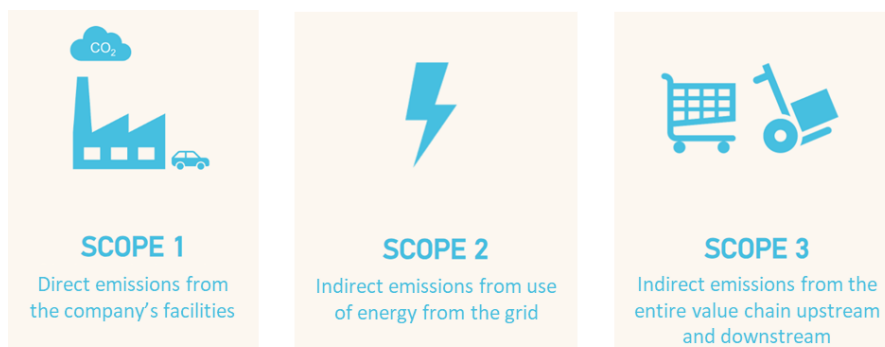 CO2
SCOPE 1
Direct emissions from
the company's facilities
SCOPE 2
Indirect emissions from use
of energy from the grid
SCOPE 3
Indirect emissions from the
entire value chain upstream
and downstream